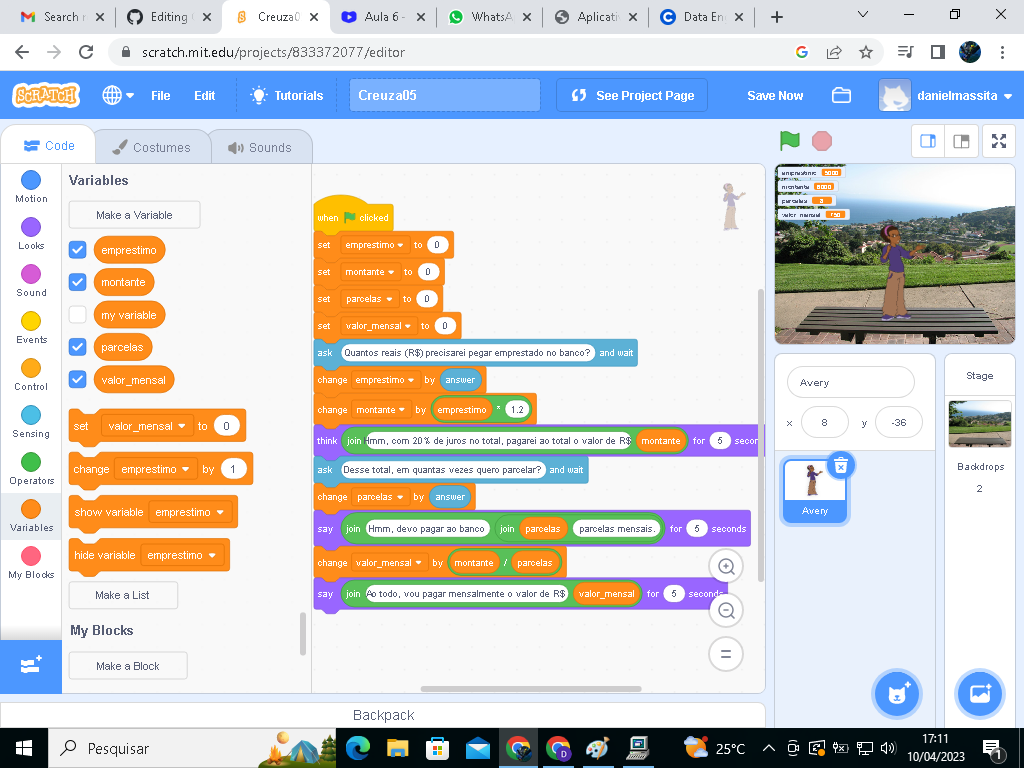 Search r
Editing
Creuza0
Aula 6 -
WhatsA
Aplicati
Data En
scratch.mit.edu/projects/833372077/editor
SCRATCH
File
Edit
Tutorials
Creuza05
See Project Page
Save Now
danielmassita
Code
Costumes
Sounds
Motion
Looks
Sound
Events
Control
Sensing
Operators
Variables
My Blocks
Variables
Make a Variable
emprestimo
montante
my variable
parcelas
valor_mensal
set valor_mensal to 0
change emprestimo by 1
show variable emprestimo
hide variable emprestimo
Make a List
My Blocks
Make a Block
when clicked
set emprestimo to 0
set montante to 0
set parcelas to 0
set valor_mensal to 0
ask Quantos reais (R$) precisarei pegar emprestado no banco? and wait
change emprestimo by answer
change montante by emprestimo * 1.2
think join Hmm, com 20% de juros no total, pagarei ao total o valor de R$ montante for 5 secon
ask Desse total, em quantas vezes quero parcelar? and wait
change parcelas by answer
say join Hmm, devo pagar ao banco join parcelas parcelas mensais. for 5 seconds
change valor_mensal by montante / parcelas
say join Ao todo, vou pagar mensalmente o valor de R$ valor_mensal for 5 seconds
emprestimo 5000
montante 6000
parcelas 8
valor_mensal 750
Avery
x 8 y -36
Avery
Stage
Backdrops
2
Backpack
Pesquisar
25°C
17:11
10/04/2023
1